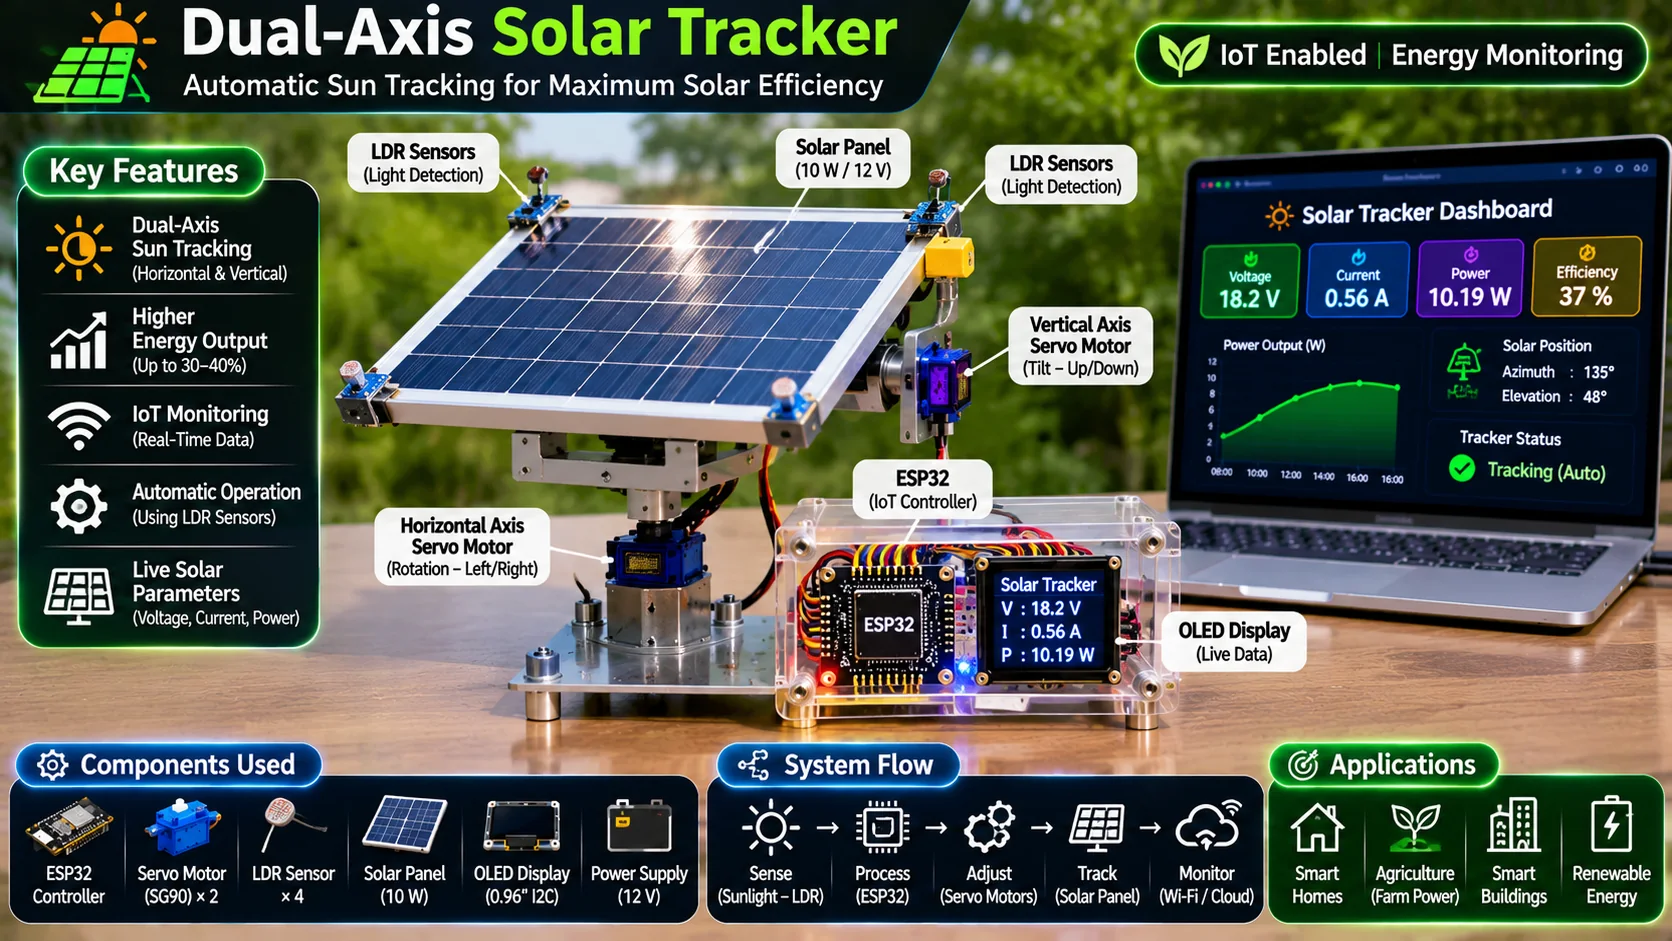 Dual-Axis Solar Tracker
Automatic Sun Tracking for Maximum Solar Efficiency
IoT Enabled | Energy Monitoring
Key Features
Dual-Axis
Sun Tracking
(Horizontal & Vertical)
Higher
Energy Output
(Up to 30–40%)
IoT Monitoring
(Real-Time Data)
Automatic Operation
(Using LDR Sensors)
Live Solar
Parameters
(Voltage, Current, Power)
LDR Sensors
(Light Detection)
Solar Panel
(10 W / 12 V)
LDR Sensors
(Light Detection)
Vertical Axis
Servo Motor
(Tilt – Up/Down)
Horizontal Axis
Servo Motor
(Rotation – Left/Right)
ESP32
(IoT Controller)
ESP32
Solar Tracker
V : 18.2 V
I : 0.56 A
P : 10.19 W
OLED Display
(Live Data)
Solar Tracker Dashboard
Voltage
18.2 V
Current
0.56 A
Power
10.19 W
Efficiency
37 %
Power Output (W)
12
10
8
6
4
2
0
08:00 10:00 12:00 14:00 16:00 16:00
Solar Position
Azimuth : 135°
Elevation : 48°
Tracker Status
Tracking (Auto)
Components Used
ESP32
Controller
Servo Motor
(SG90) × 2
LDR Sensor
× 4
Solar Panel
(10 W)
OLED Display
(0.96" I2C)
Power Supply
(12 V)
System Flow
Sense
(Sunlight – LDR)
Process
(ESP32)
Adjust
(Servo Motors)
Track
(Solar Panel)
Monitor
(Wi-Fi / Cloud)
Applications
Smart
Homes
Agriculture
(Farm Power)
Smart
Buildings
Renewable
Energy